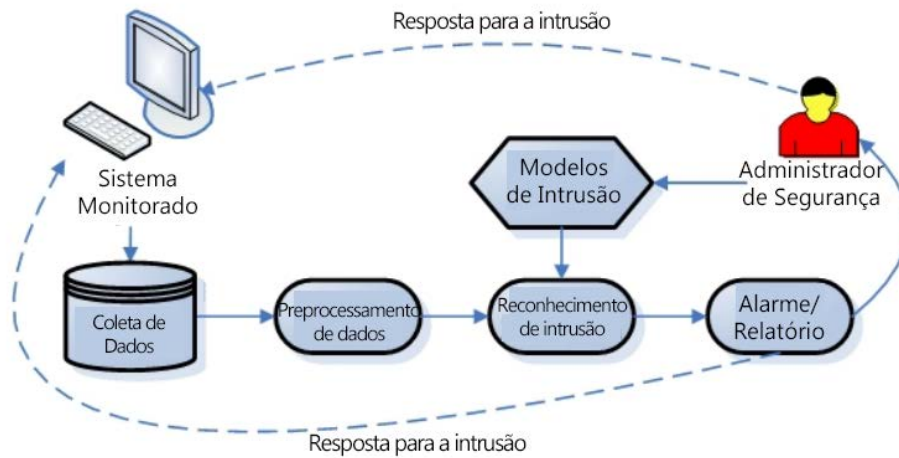 Resposta para a intrusão
Sistema
Monitorado
Modelos
de Intrusão
Administrador
de Segurança
Coleta de
Dados
Preprocessamento
de dados
Reconhecimento
de intrusão
Alarme/
Relatório
Resposta para a intrusão